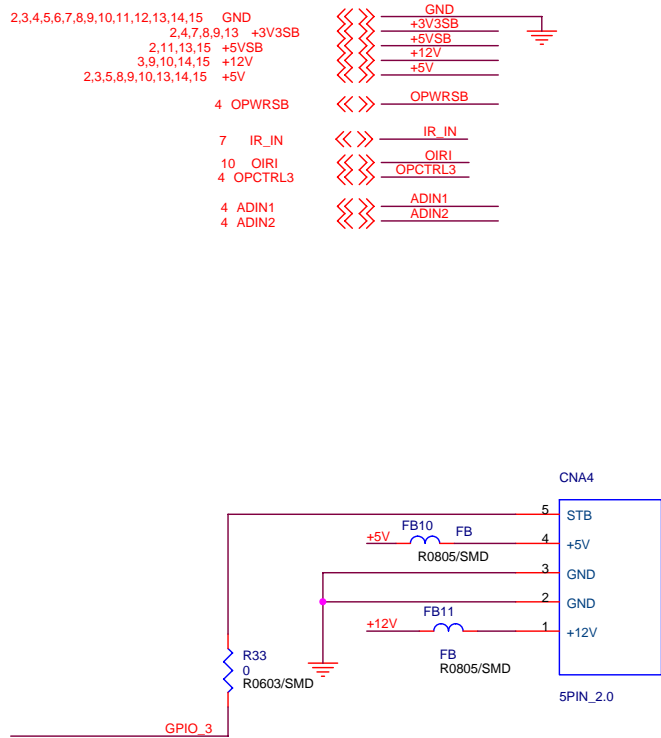 2,3,4,5,6,7,8,9,10,11,12,13,14,15 GND GND
2,4,7,8,9,13 +3V3SB +3V3SB
2,11,13,15 +5VSB +5VSB
3,9,10,14,15 +12V +12V
2,3,5,8,9,10,13,14,15 +5V +5V
4 OPWRSB OPWRSB
7 IR_IN IR_IN
10 OIRI OIRI
4 OPCTRL3 OPCTRL3
4 ADIN1 ADIN1
4 ADIN2 ADIN2
CNA4
5 STB
+5V FB10 FB 4 +5V
R0805/SMD
3 GND
2 GND
+12V FB11 1 +12V
FB
R0805/SMD
R33
0
R0603/SMD
5PIN_2.0
GPIO_3